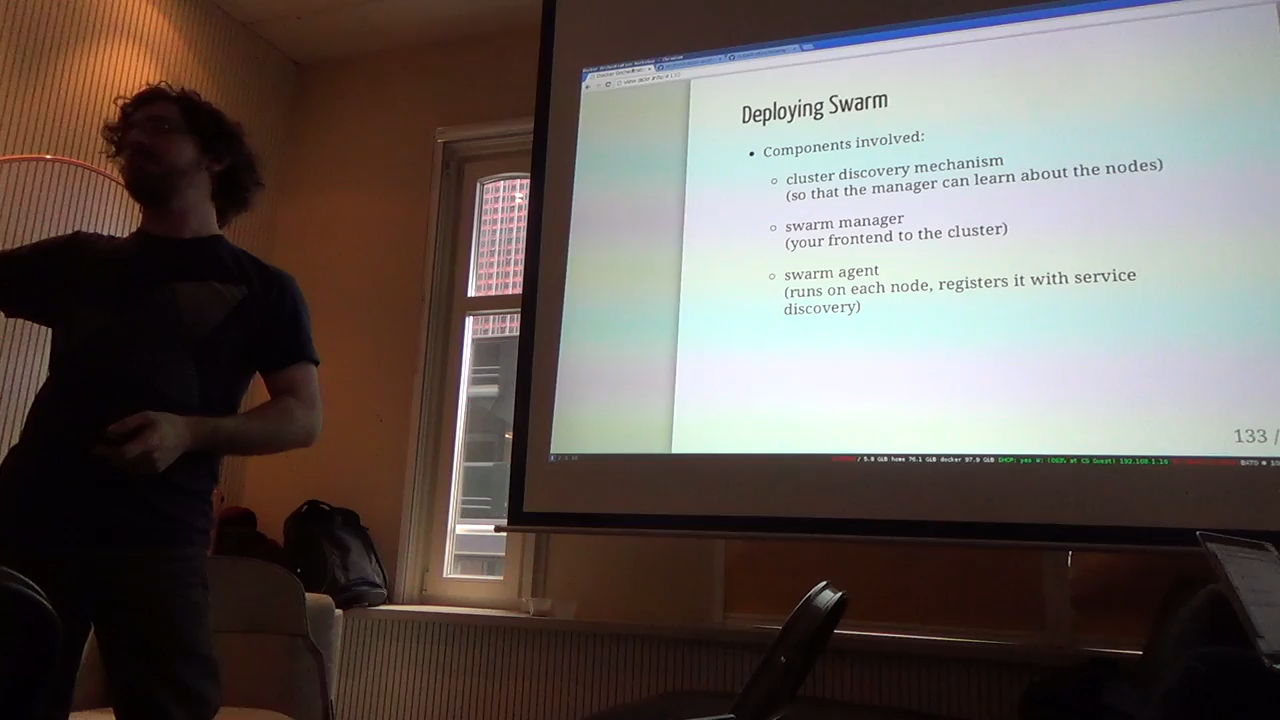 Deploying Swarm
• Components involved:
cluster discovery mechanism
(so that the manager can learn about the nodes)
swarm manager
(your frontend to the cluster)
swarm agent
(runs on each node, registers it with service
discovery)
133 /